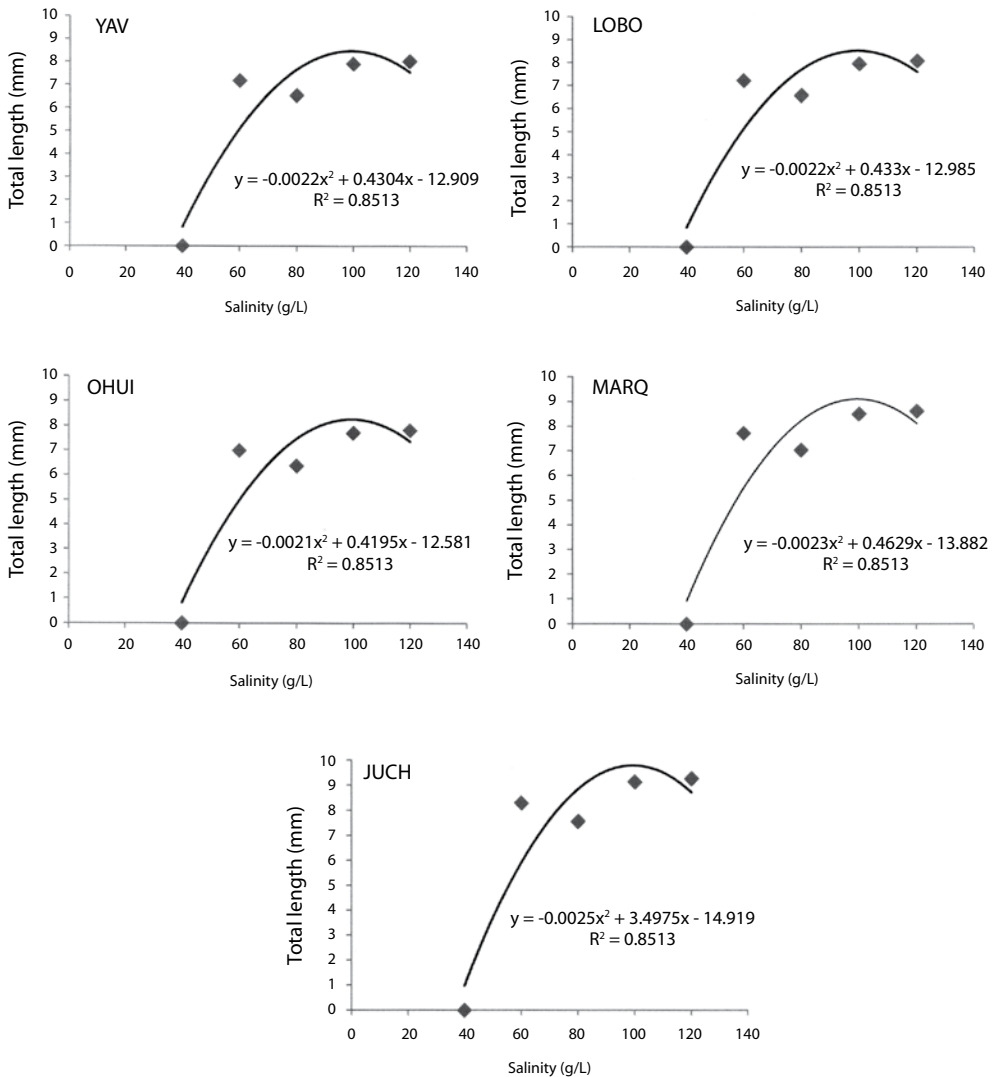 YAV
10
9
8
7
6
5
4
3
2
1
0
Total length (mm)
y = -0.0022x² + 0.4304x - 12.909
R² = 0.8513
0 20 40 60 80 100 120 140
Salinity (g/L)
LOBO
10
9
8
7
6
5
4
3
2
1
0
Total length (mm)
y = -0.0022x² + 0.433x - 12.985
R² = 0.8513
0 20 40 60 80 100 120 140
Salinity (g/L)
OHUI
10
9
8
7
6
5
4
3
2
1
0
Total length (mm)
y = -0.0021x² + 0.4195x - 12.581
R² = 0.8513
0 20 40 60 80 100 120 140
Salinity (g/L)
MARQ
10
9
8
7
6
5
4
3
2
1
0
Total length (mm)
y = -0.0023x² + 0.4629x - 13.882
R² = 0.8513
0 20 40 60 80 100 120 140
Salinity (g/L)
JUCH
10
9
8
7
6
5
4
3
2
1
0
Total length (mm)
y = -0.0025x² + 3.4975x - 14.919
R² = 0.8513
0 20 40 60 80 100 120 140
Salinity (g/L)